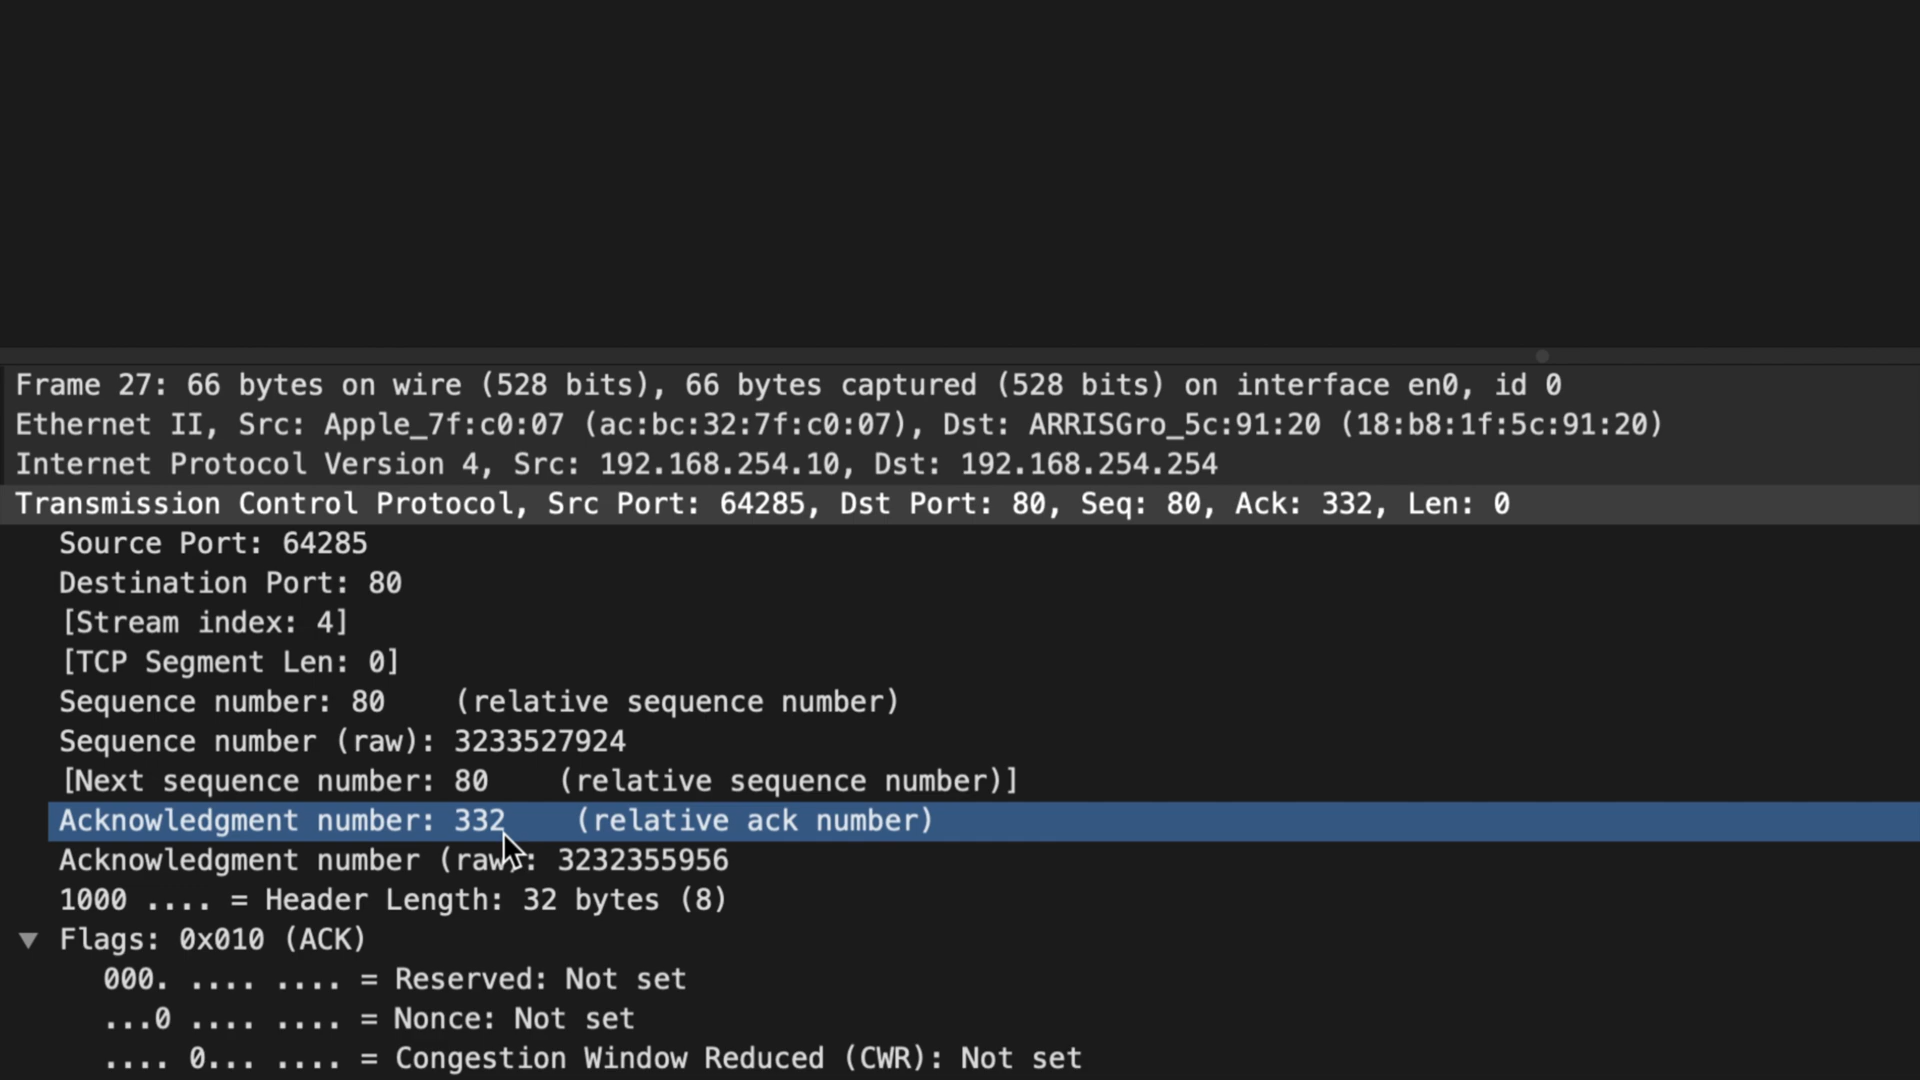 Frame 27: 66 bytes on wire (528 bits), 66 bytes captured (528 bits) on interface en0, id 0
Ethernet II, Src: Apple_7f:c0:07 (ac:bc:32:7f:c0:07), Dst: ARRISGro_5c:91:20 (18:b8:1f:5c:91:20)
Internet Protocol Version 4, Src: 192.168.254.10, Dst: 192.168.254.254
Transmission Control Protocol, Src Port: 64285, Dst Port: 80, Seq: 80, Ack: 332, Len: 0
Source Port: 64285
Destination Port: 80
[Stream index: 4]
[TCP Segment Len: 0]
Sequence number: 80    (relative sequence number)
Sequence number (raw): 3233527924
[Next sequence number: 80    (relative sequence number)]
Acknowledgment number: 332    (relative ack number)
Acknowledgment number (raw): 3232355956
1000 .... = Header Length: 32 bytes (8)
Flags: 0x010 (ACK)
000. .... .... = Reserved: Not set
...0 .... .... = Nonce: Not set
.... 0... .... = Congestion Window Reduced (CWR): Not set